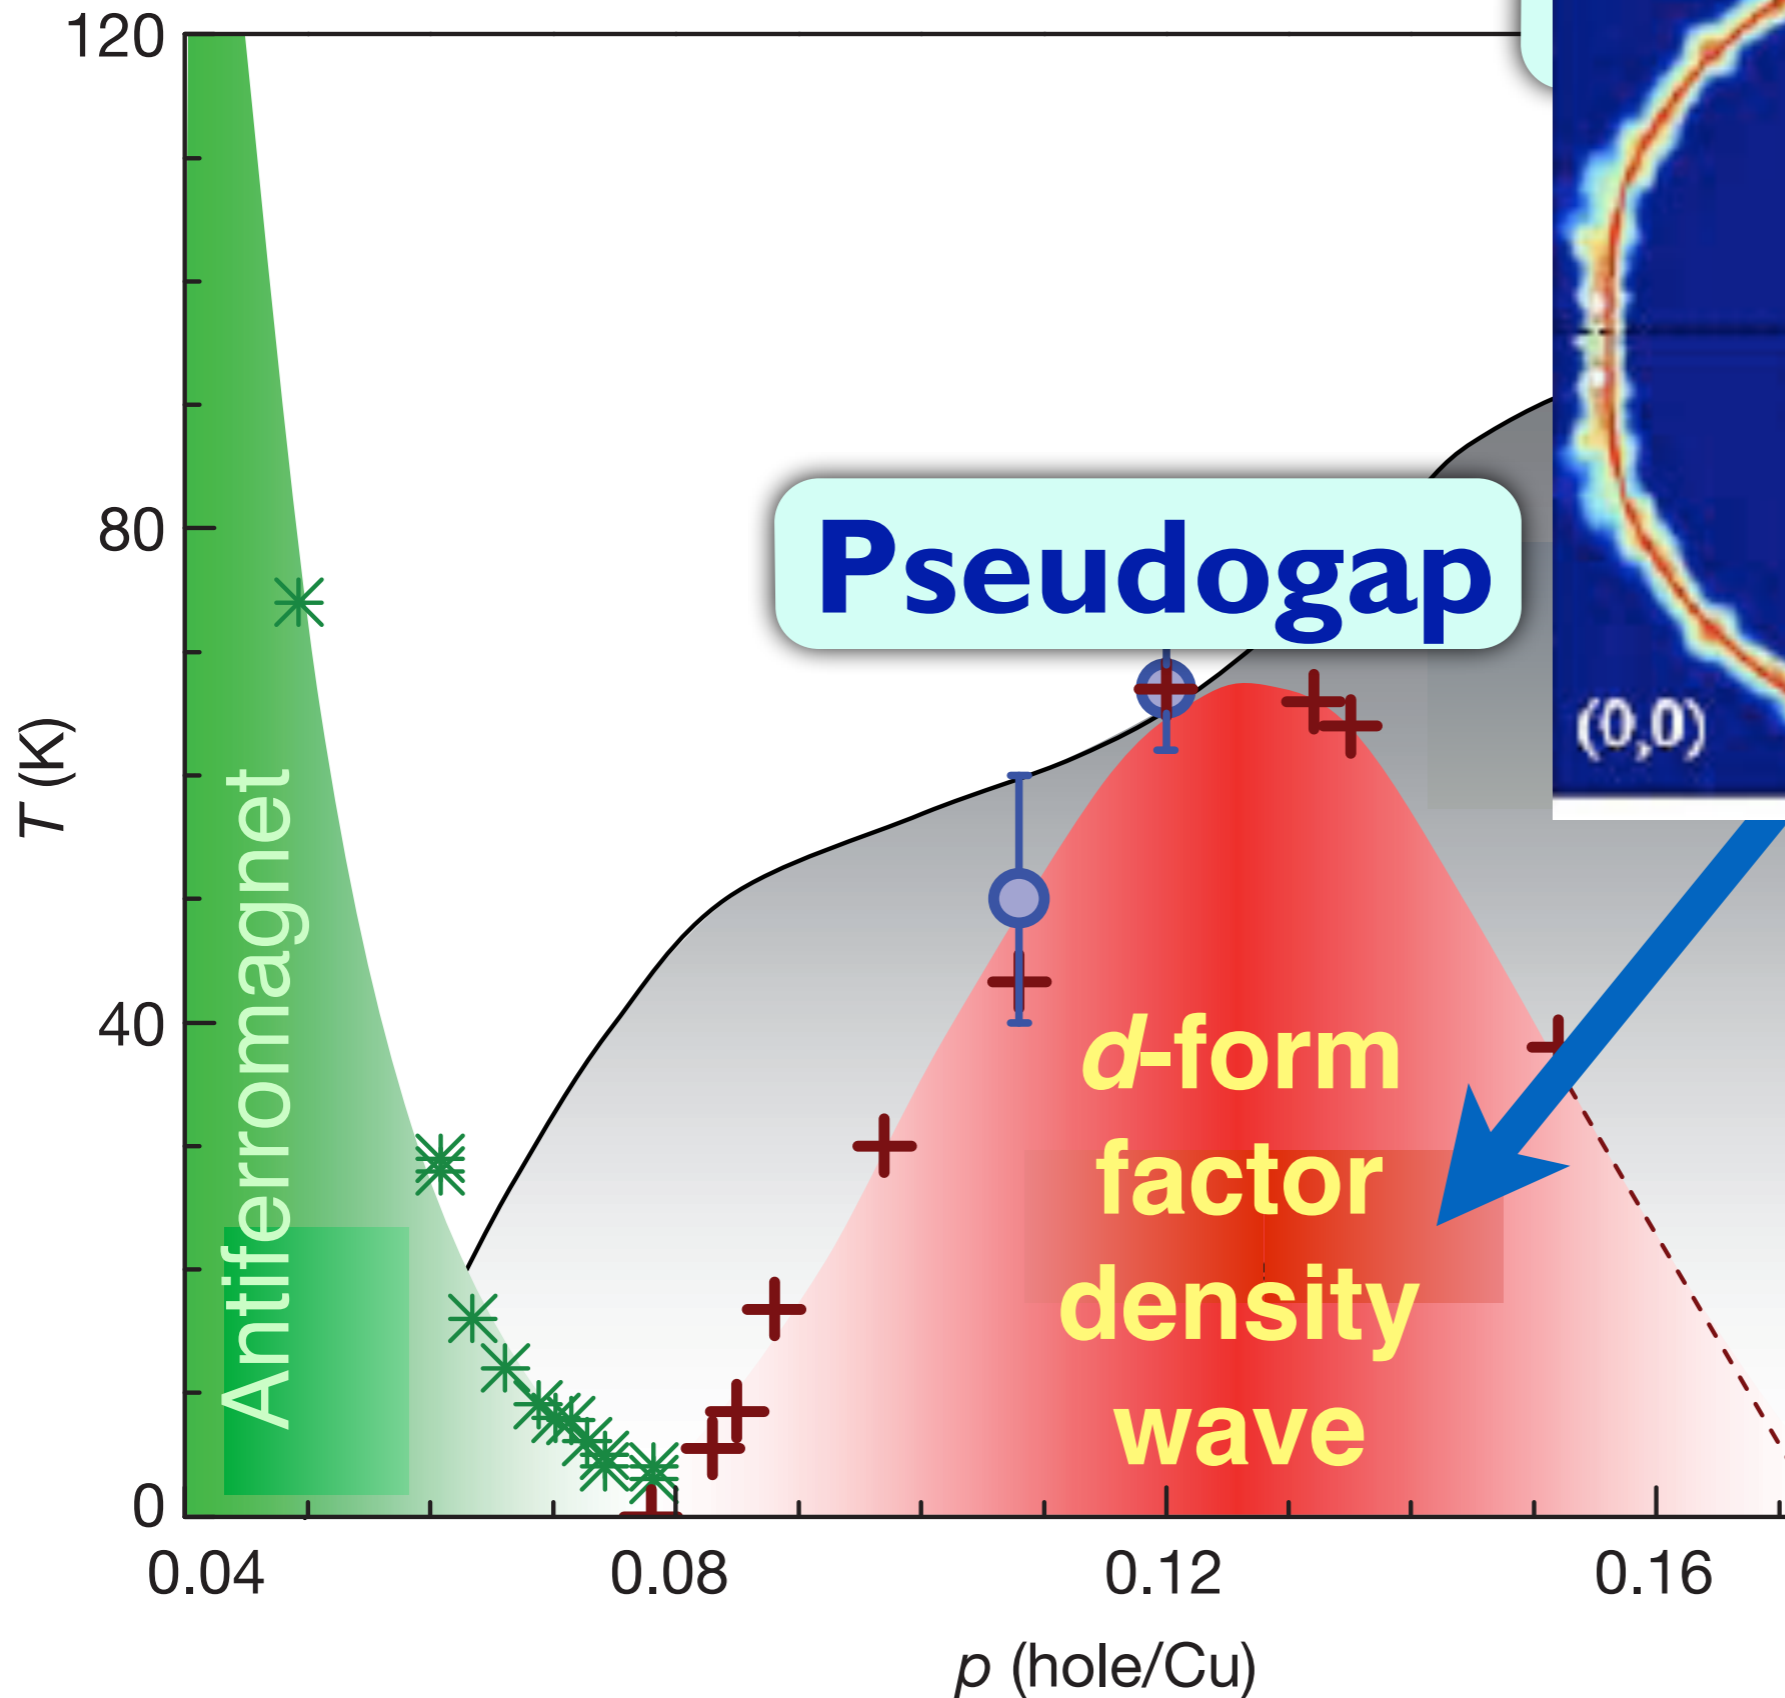 120
80
40
0
T (K)
Antiferromagnet
Pseudogap
(0,0)
d-form
factor
density
wave
0.04
0.08
0.12
0.16
p (hole/Cu)